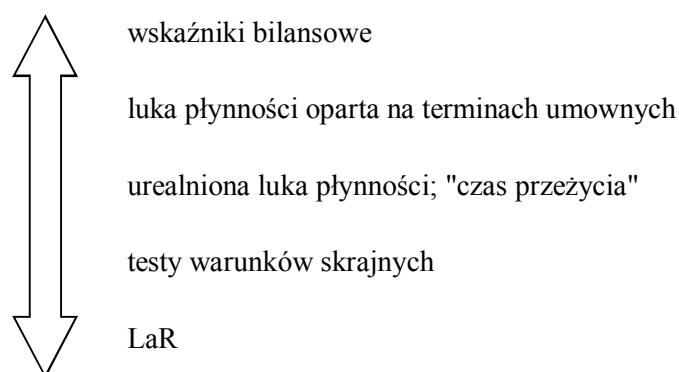 wskaźniki bilansowe
luka płynności oparta na terminach umownych
urealniona luka płynności; "czas przeżycia"
testy warunków skrajnych
LaR